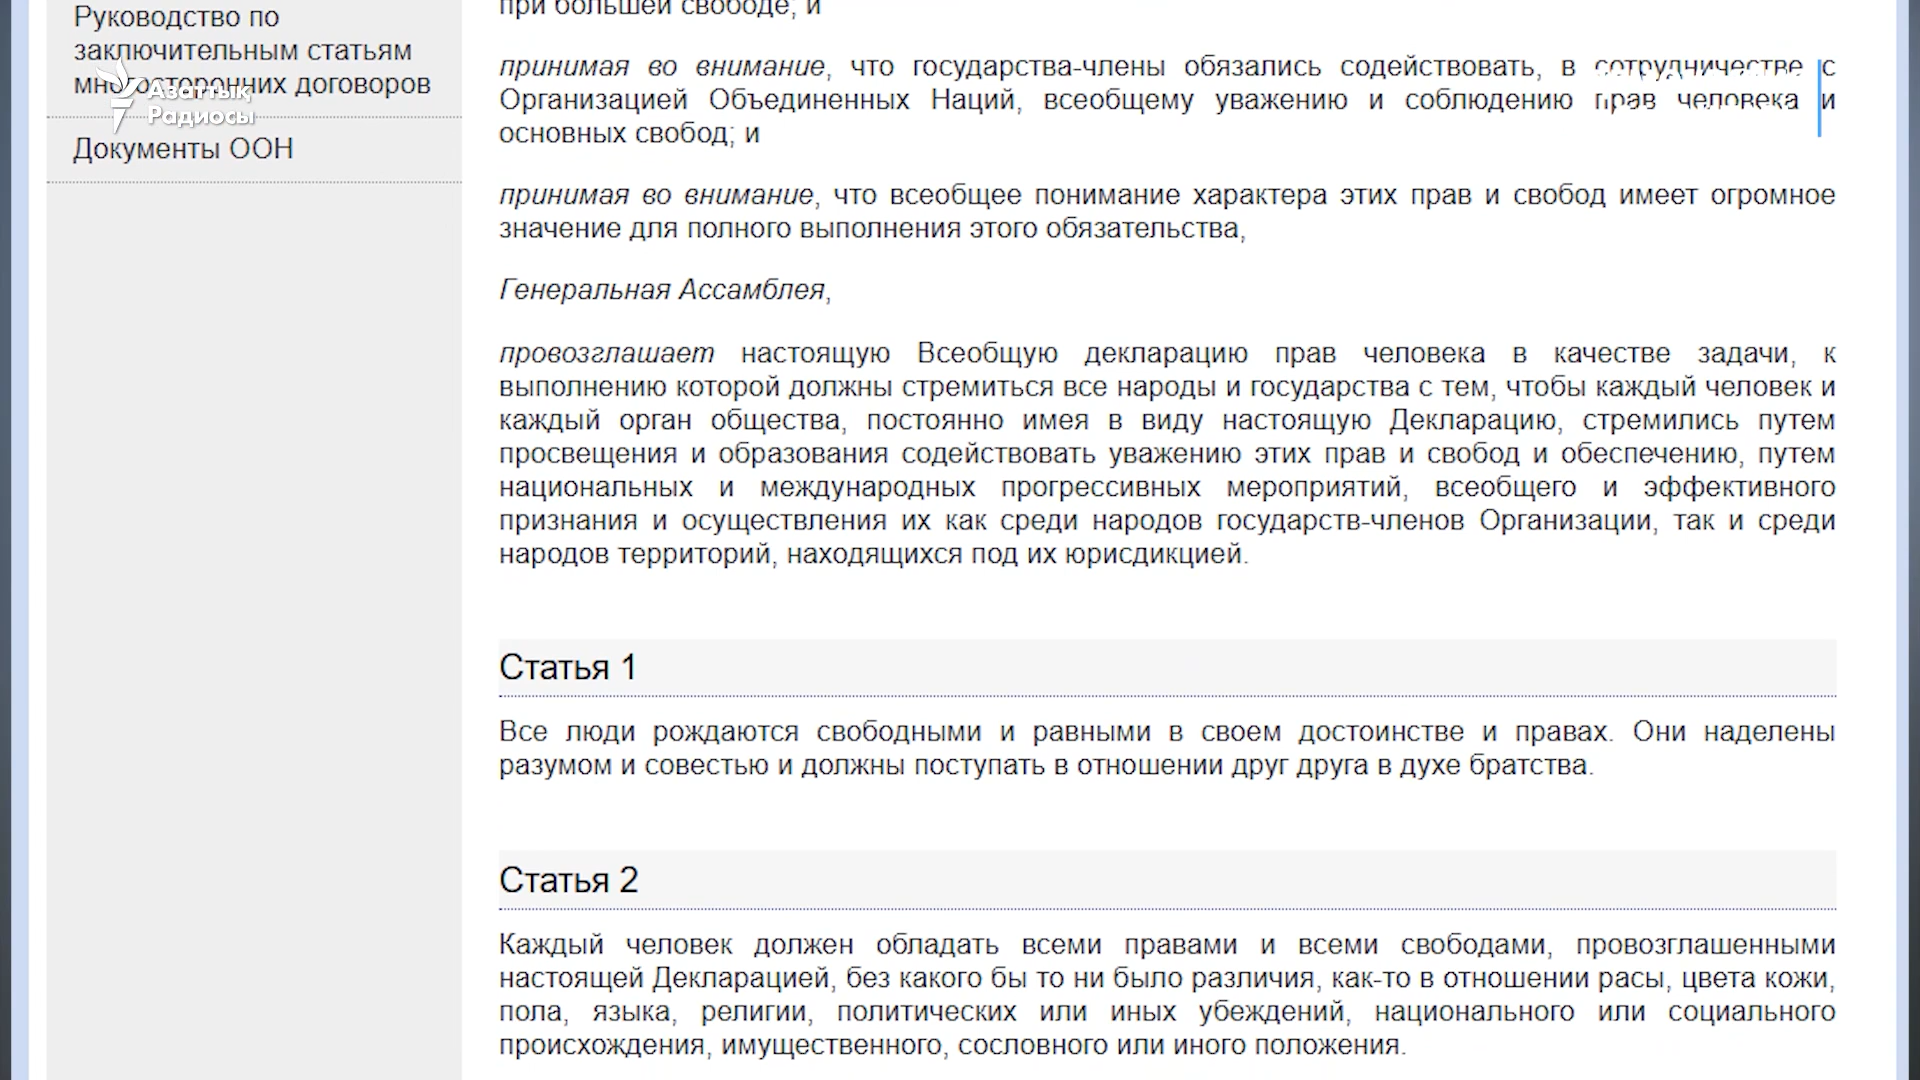 Руководство по
заключительным статьям
многосторонних договоров
Азаттық
Радиосы
Документы ООН
при большей свободе; и
принимая во внимание, что государства-члены обязались содействовать, в сотрудничестве с
Организацией Объединенных Наций, всеобщему уважению и соблюдению прав человека и
основных свобод; и
принимая во внимание, что всеобщее понимание характера этих прав и свобод имеет огромное
значение для полного выполнения этого обязательства,
Генеральная Ассамблея,
провозглашает настоящую Всеобщую декларацию прав человека в качестве задачи, к
выполнению которой должны стремиться все народы и государства с тем, чтобы каждый человек и
каждый орган общества, постоянно имея в виду настоящую Декларацию, стремились путем
просвещения и образования содействовать уважению этих прав и свобод и обеспечению, путем
национальных и международных прогрессивных мероприятий, всеобщего и эффективного
признания и осуществления их как среди народов государств-членов Организации, так и среди
народов территорий, находящихся под их юрисдикцией.
Статья 1
Все люди рождаются свободными и равными в своем достоинстве и правах. Они наделены
разумом и совестью и должны поступать в отношении друг друга в духе братства.
Статья 2
Каждый человек должен обладать всеми правами и всеми свободами, провозглашенными
настоящей Декларацией, без какого бы то ни было различия, как-то в отношении расы, цвета кожи,
пола, языка, религии, политических или иных убеждений, национального или социального
происхождения, имущественного, сословного или иного положения.